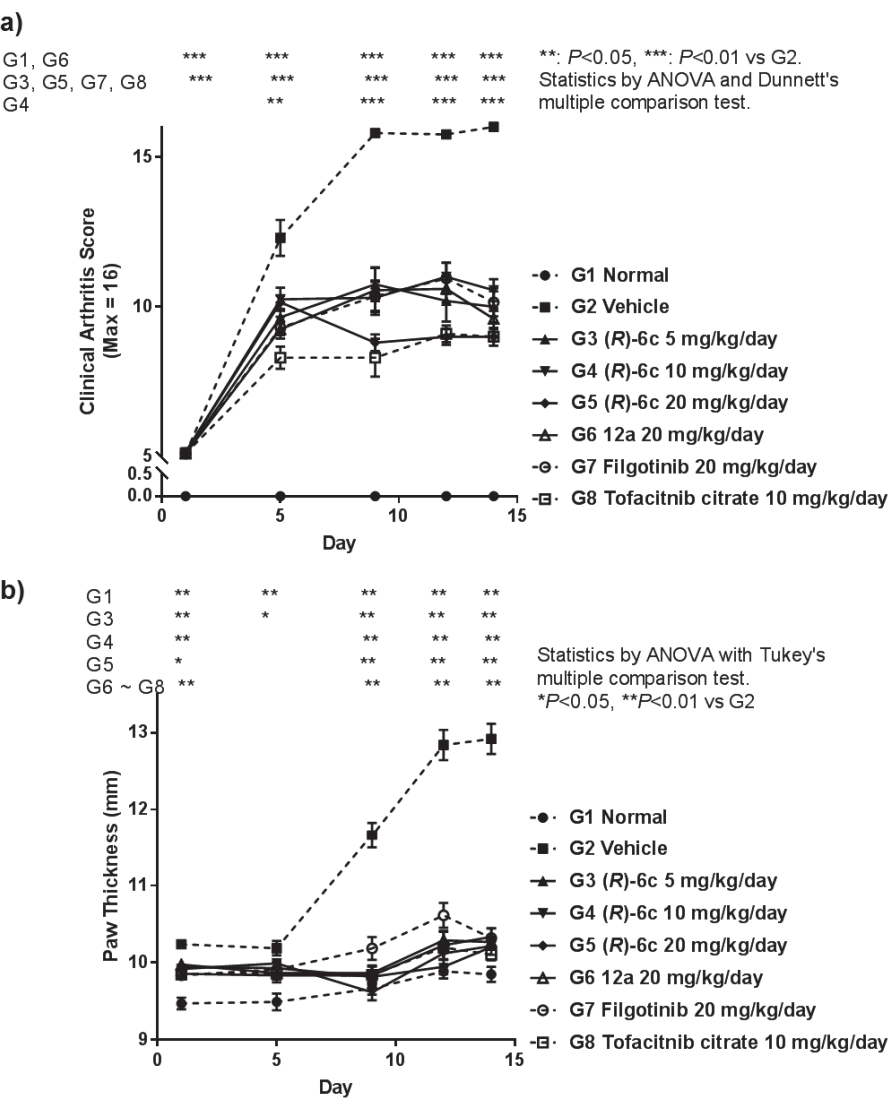 a)
G1, G6 *** *** *** *** ***
G3, G5, G7, G8 *** *** *** *** ***
G4 ** *** *** ***
**: P<0.05, ***: P<0.01 vs G2.
Statistics by ANOVA and Dunnett's
multiple comparison test.
Clinical Arthritis Score
(Max = 16)
15
10
5
0.5
0.0
0 5 10 15
Day
G1 Normal
G2 Vehicle
G3 (R)-6c 5 mg/kg/day
G4 (R)-6c 10 mg/kg/day
G5 (R)-6c 20 mg/kg/day
G6 12a 20 mg/kg/day
G7 Filgotinib 20 mg/kg/day
G8 Tofacitnib citrate 10 mg/kg/day
b)
G1 ** ** ** ** **
G3 ** * ** ** **
G4 ** ** ** **
G5 * ** ** **
G6 ~ G8 ** ** ** **
Statistics by ANOVA with Tukey's
multiple comparison test.
*P<0.05, **P<0.01 vs G2
Paw Thickness (mm)
13
12
11
10
9
0 5 10 15
Day
G1 Normal
G2 Vehicle
G3 (R)-6c 5 mg/kg/day
G4 (R)-6c 10 mg/kg/day
G5 (R)-6c 20 mg/kg/day
G6 12a 20 mg/kg/day
G7 Filgotinib 20 mg/kg/day
G8 Tofacitnib citrate 10 mg/kg/day